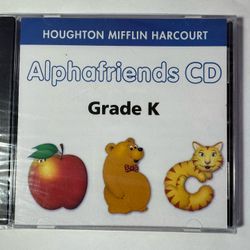 HOUGHTON MIFFLIN HARCOURT
Alphafriends CD
Grade K